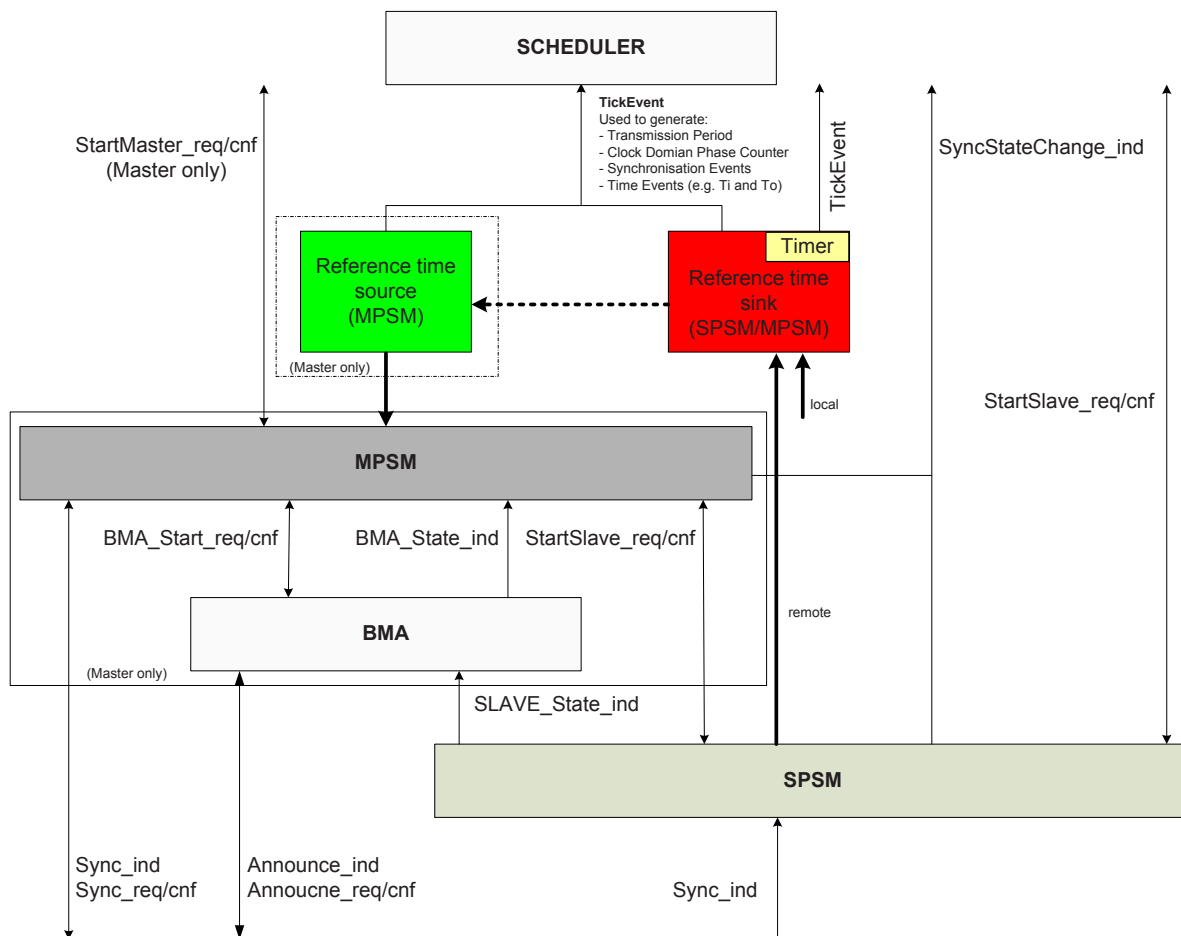 SCHEDULER
TickEvent
Used to generate:
- Transmission Period
- Clock Domian Phase Counter
- Synchronisation Events
- Time Events (e.g. Ti and To)
StartMaster_req/cnf
(Master only)
TickEvent
SyncStateChange_ind
Timer
Reference time
source
(MPSM)
Reference time
sink
(SPSM/MPSM)
(Master only)
local
StartSlave_req/cnf
MPSM
BMA_Start_req/cnf
BMA_State_ind
StartSlave_req/cnf
remote
BMA
(Master only)
SLAVE_State_ind
SPSM
Sync_ind
Sync_req/cnf
Announce_ind
Annoucne_req/cnf
Sync_ind